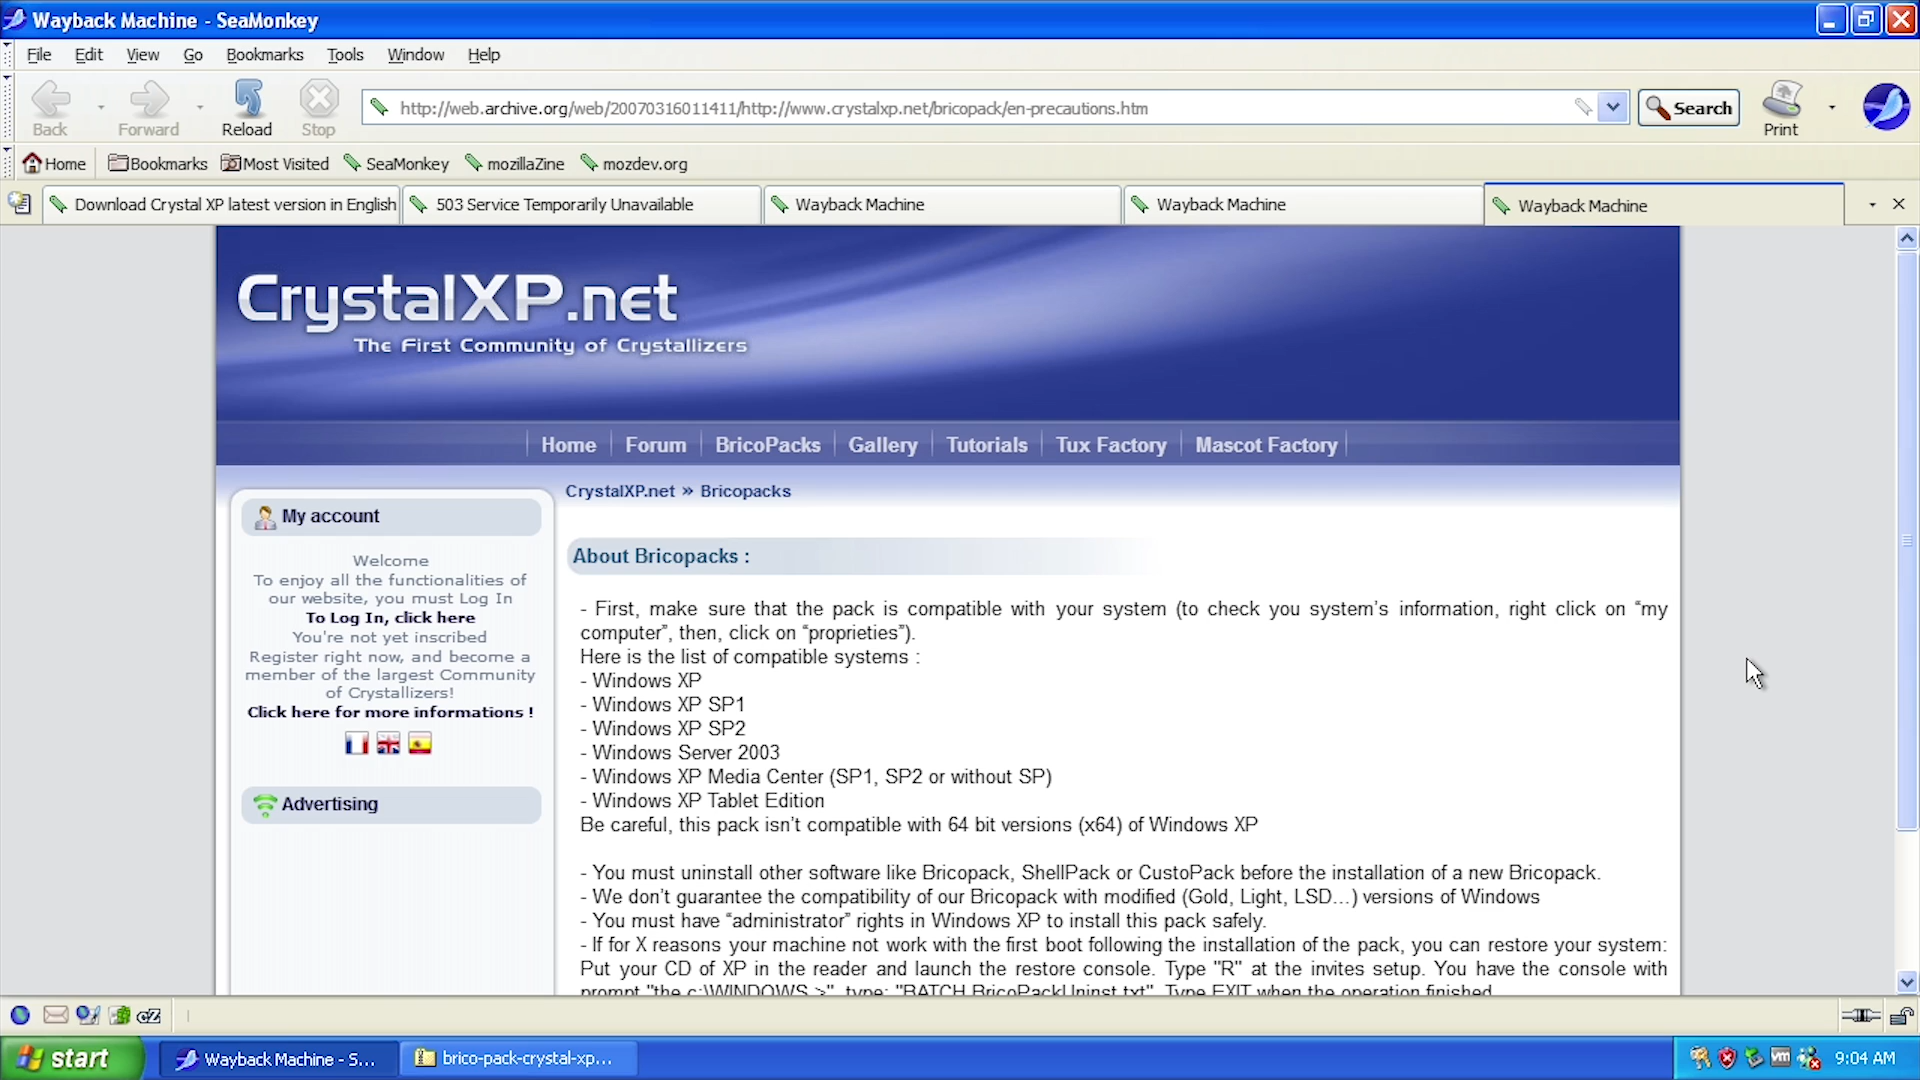 Wayback Machine - SeaMonkey
File Edit View Go Bookmarks Tools Window Help
Back Forward Reload Stop http://web.archive.org/web/20070316011411/http://www.crystalxp.net/bricopack/en-precautions.htm Search Print
Home Bookmarks Most Visited SeaMonkey mozillaZine mozdev.org
Download Crystal XP latest version in English 503 Service Temporarily Unavailable Wayback Machine Wayback Machine Wayback Machine
CrystalXP.net
The First Community of Crystallizers
Home Forum BricoPacks Gallery Tutorials Tux Factory Mascot Factory
My account
Welcome
To enjoy all the functionalities of
our website, you must Log In
To Log In, click here
You're not yet inscribed
Register right now, and become a
member of the largest Community
of Crystallizers!
Click here for more informations !
Advertising
CrystalXP.net » Bricopacks
About Bricopacks :
- First, make sure that the pack is compatible with your system (to check you system’s information, right click on “my
computer”, then, click on “proprieties”).
Here is the list of compatible systems :
- Windows XP
- Windows XP SP1
- Windows XP SP2
- Windows Server 2003
- Windows XP Media Center (SP1, SP2 or without SP)
- Windows XP Tablet Edition
Be careful, this pack isn’t compatible with 64 bit versions (x64) of Windows XP
- You must uninstall other software like Bricopack, ShellPack or CustoPack before the installation of a new Bricopack.
- We don’t guarantee the compatibility of our Bricopack with modified (Gold, Light, LSD...) versions of Windows
- You must have “administrator” rights in Windows XP to install this pack safely.
- If for X reasons your machine not work with the first boot following the installation of the pack, you can restore your system:
Put your CD of XP in the reader and launch the restore console. Type "R" at the invites setup. You have the console with
prompt "the c:\WINDOWS >", type: "BATCH BricoPackUninst.txt". Type EXIT when the operation finished
cZ
start Wayback Machine - S... brico-pack-crystal-xp... vm 9:04 AM